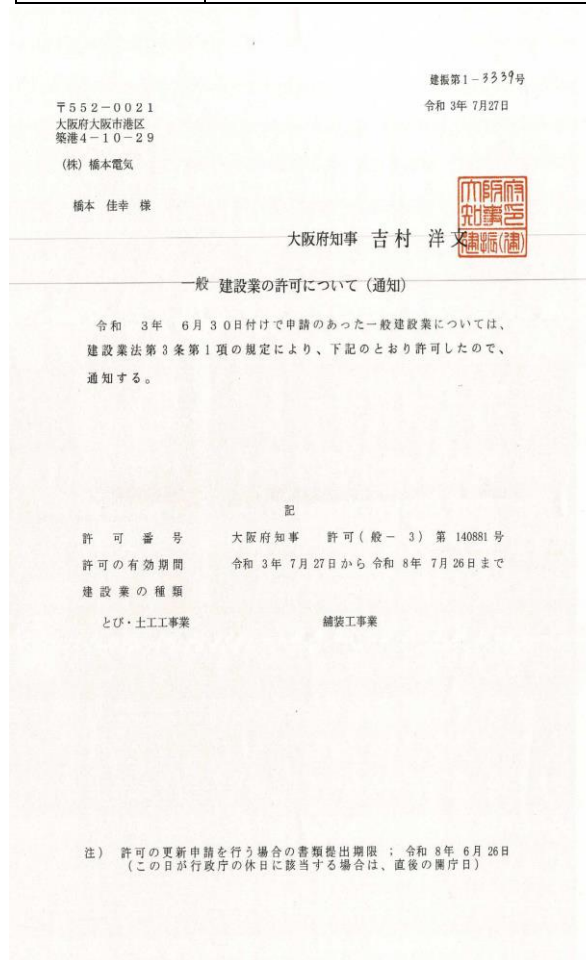 建振第1-3339号
〒552-0021
令和 3年 7月27日
大阪府大阪市港区
築港4-10-29
(株) 橋本電気
橋本 佳幸 様
大阪府知事 吉村 洋文
大阪府
知事印
建振(建)
一般 建設業の許可について (通知)
令和 3年 6月30日付けで申請のあった一般建設業については、
建設業法第3条第1項の規定により、下記のとおり許可したので、
通知する。
記
許可番号 大阪府知事 許可(般-3) 第 140881 号
許可の有効期間 令和 3年 7月27日から 令和 8年 7月26日まで
建設業の種類
とび・土工工事業 舗装工事業
注) 許可の更新申請を行う場合の書類提出期限 ; 令和 8年 6月26日
(この日が行政庁の休日に該当する場合は、直後の開庁日)